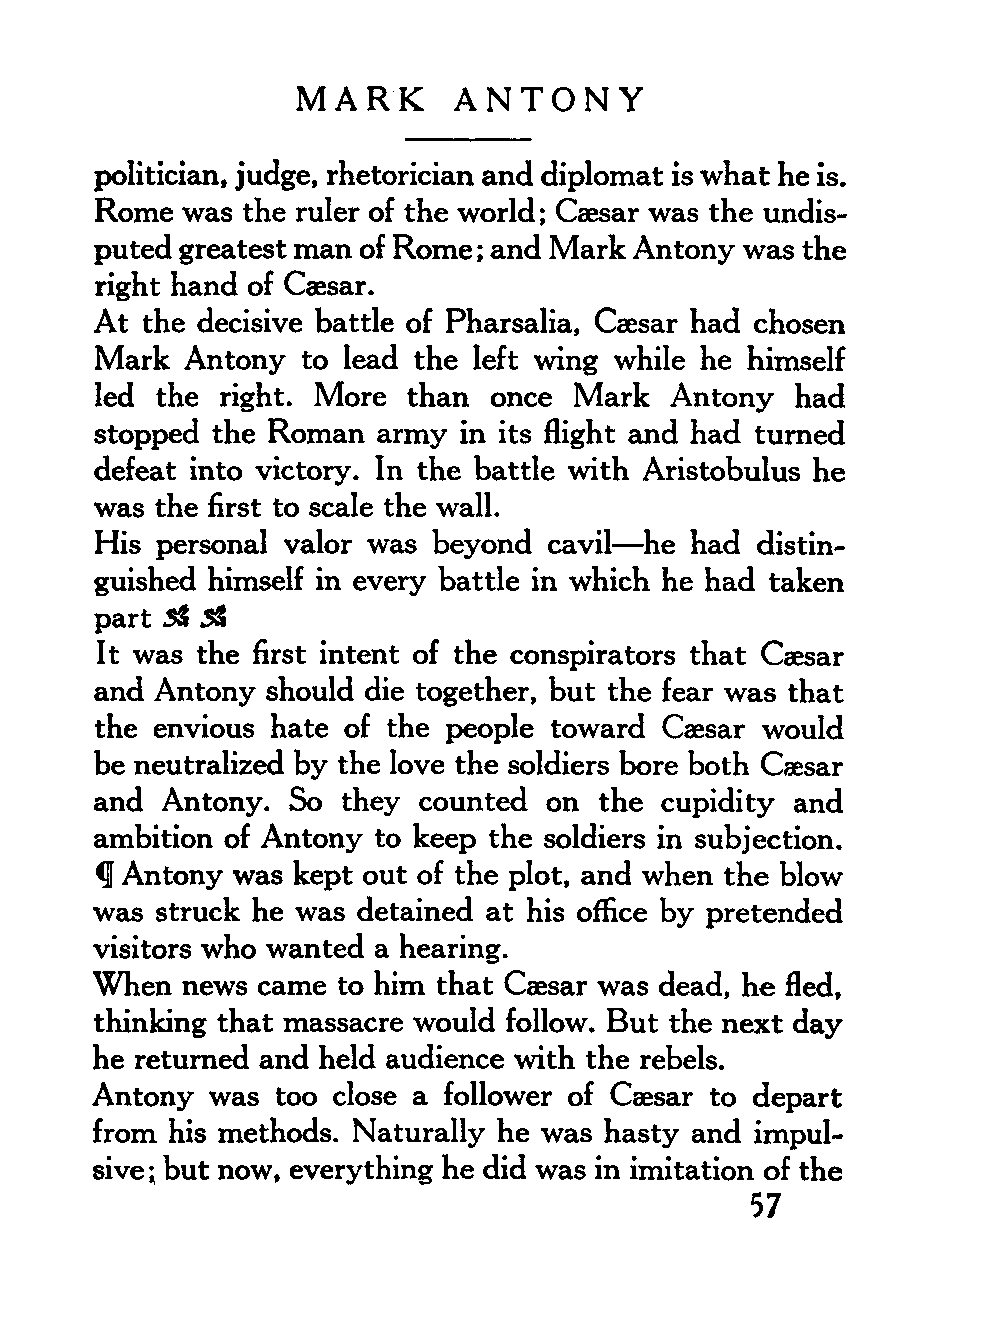 MARK ANTONY
politician, judge, rhetorician and diplomat is what he is.
Rome was the ruler of the world; Cæsar was the undis-
puted greatest man of Rome; and Mark Antony was the
right hand of Cæsar.
At the decisive battle of Pharsalia, Cæsar had chosen
Mark Antony to lead the left wing while he himself
led the right. More than once Mark Antony had
stopped the Roman army in its flight and had turned
defeat into victory. In the battle with Aristobulus he
was the first to scale the wall.
His personal valor was beyond cavil—he had distin-
guished himself in every battle in which he had taken
part
It was the first intent of the conspirators that Cæsar
and Antony should die together, but the fear was that
the envious hate of the people toward Cæsar would
be neutralized by the love the soldiers bore both Cæsar
and Antony. So they counted on the cupidity and
ambition of Antony to keep the soldiers in subjection.
¶ Antony was kept out of the plot, and when the blow
was struck he was detained at his office by pretended
visitors who wanted a hearing.
When news came to him that Cæsar was dead, he fled,
thinking that massacre would follow. But the next day
he returned and held audience with the rebels.
Antony was too close a follower of Cæsar to depart
from his methods. Naturally he was hasty and impul-
sive; but now, everything he did was in imitation of the
57